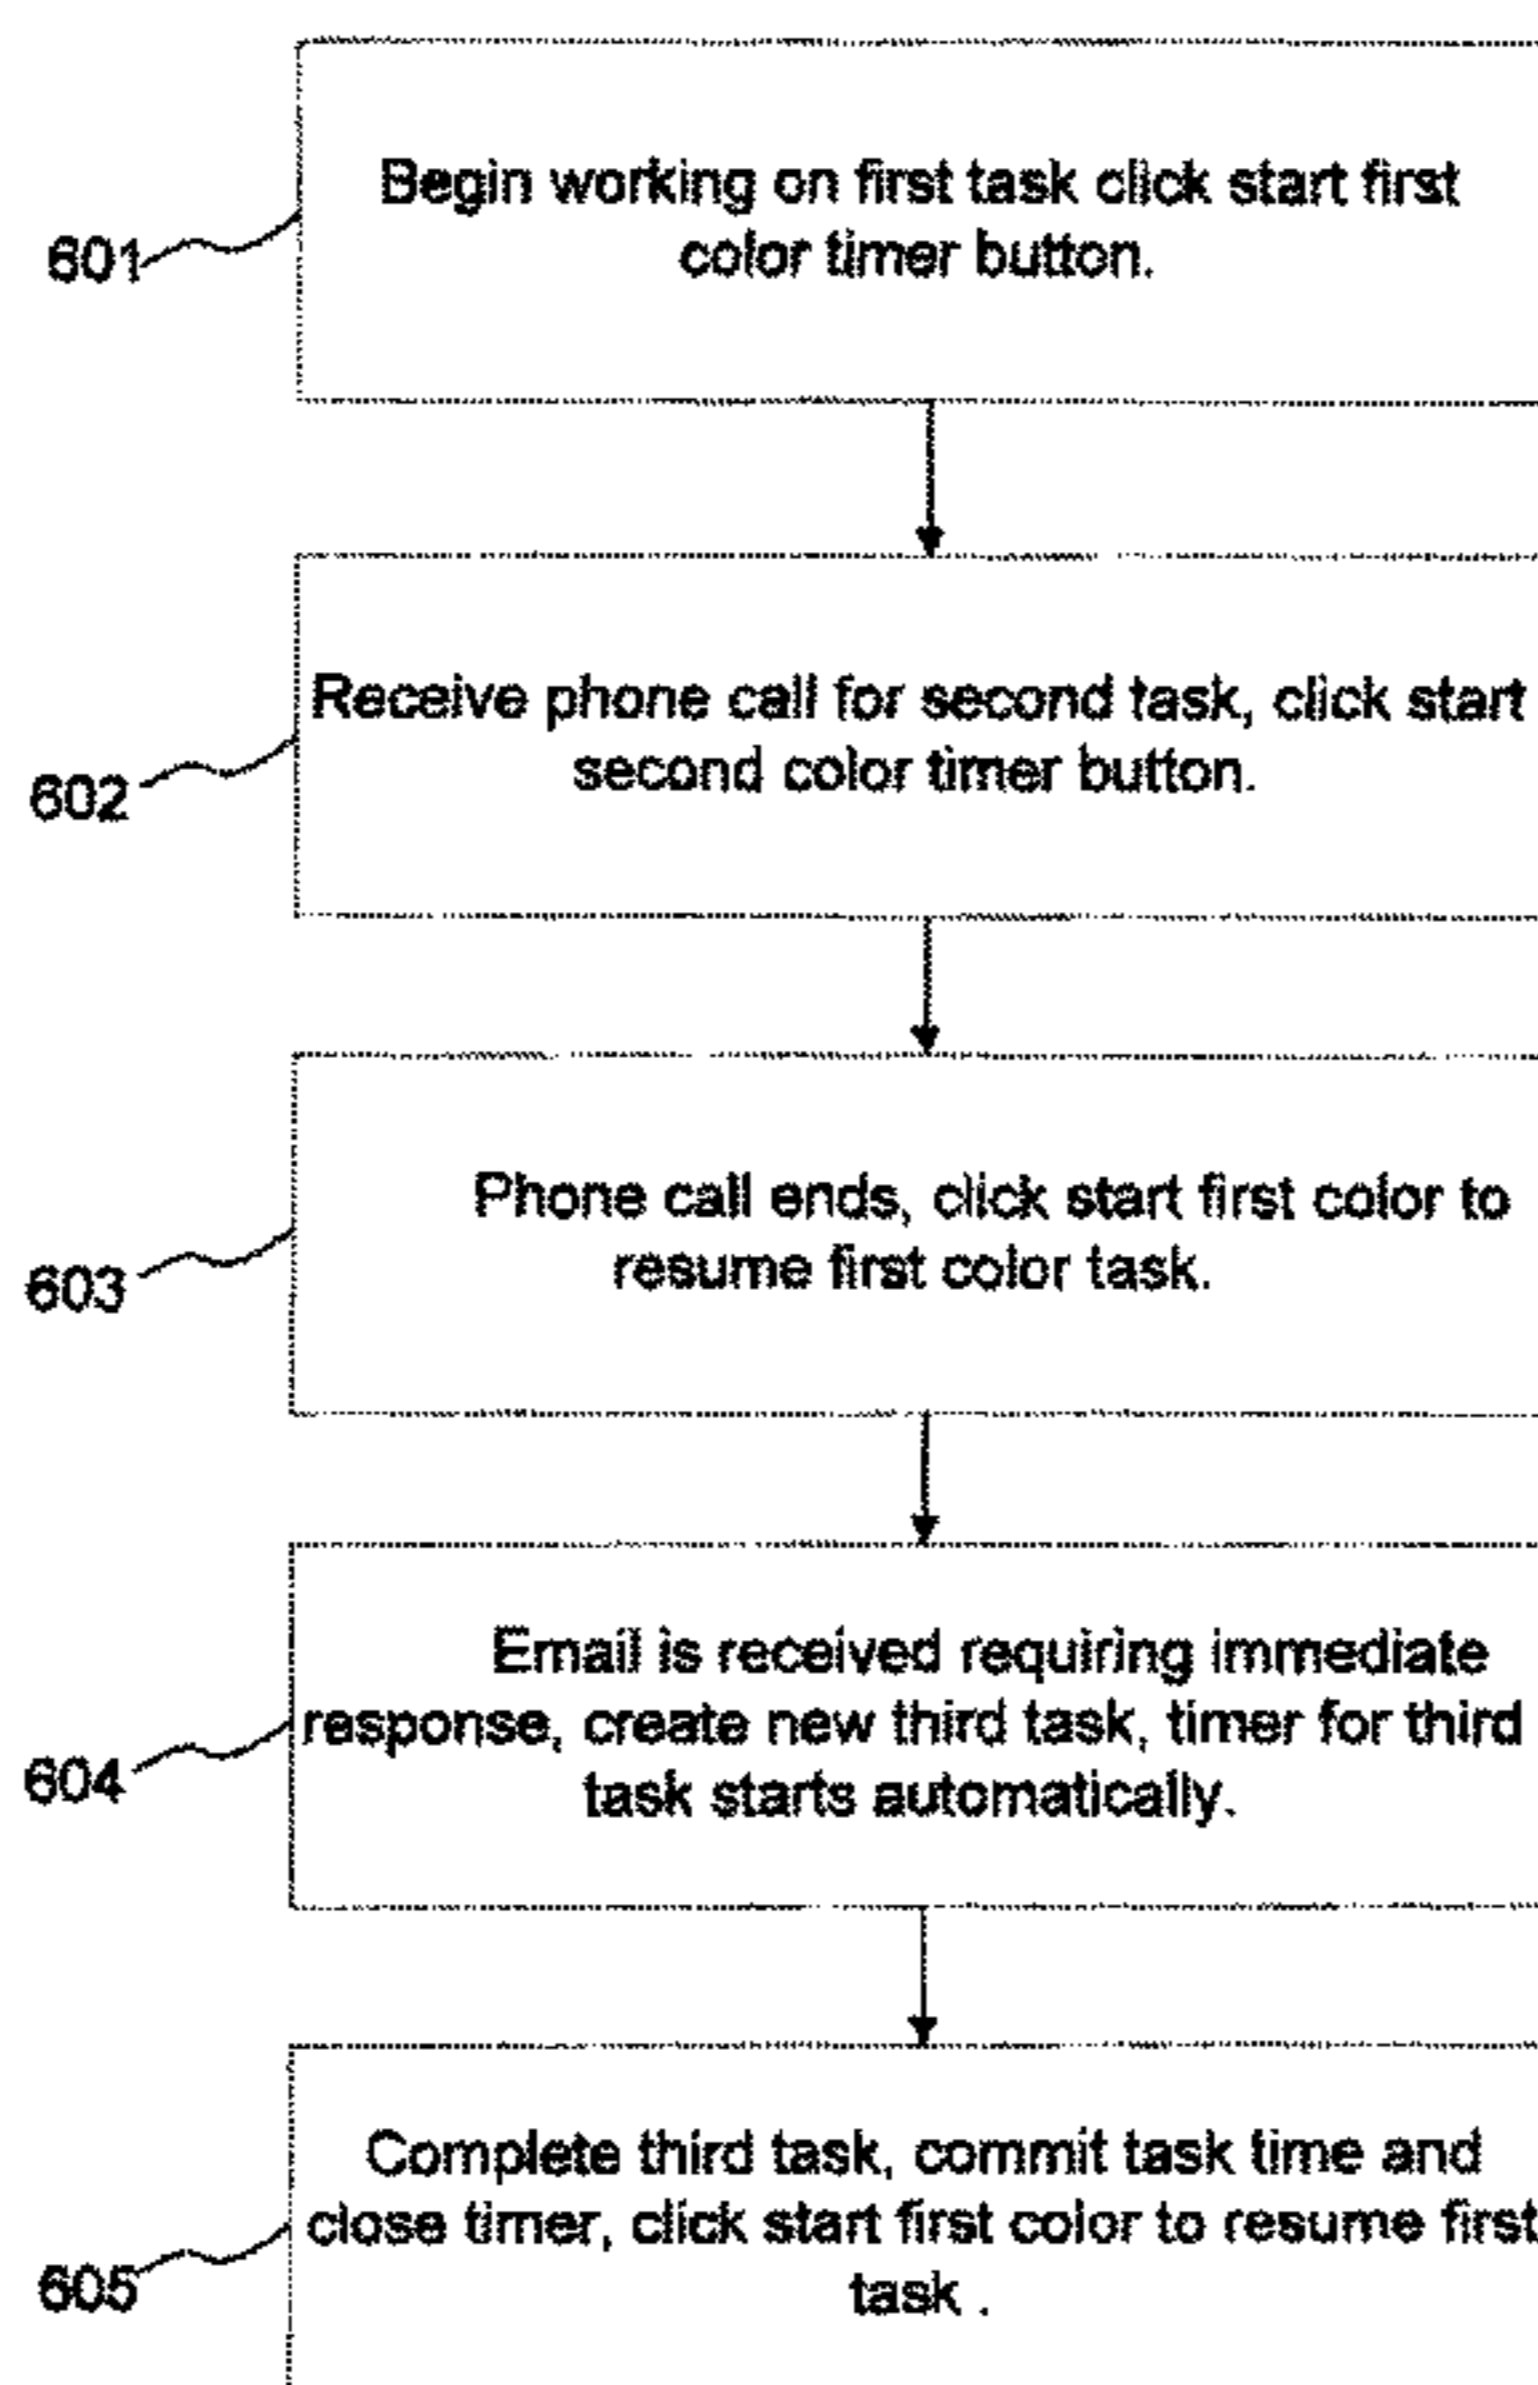 Begin working on first task click start first
color timer button.
601
Receive phone call for second task, click start
second color timer button.
602
Phone call ends, click start first color to
resume first color task.
603
Email is received requiring immediate
response, create new third task, timer for third
task starts automatically.
604
Complete third task, commit task time and
close timer, click start first color to resume first
task .
605